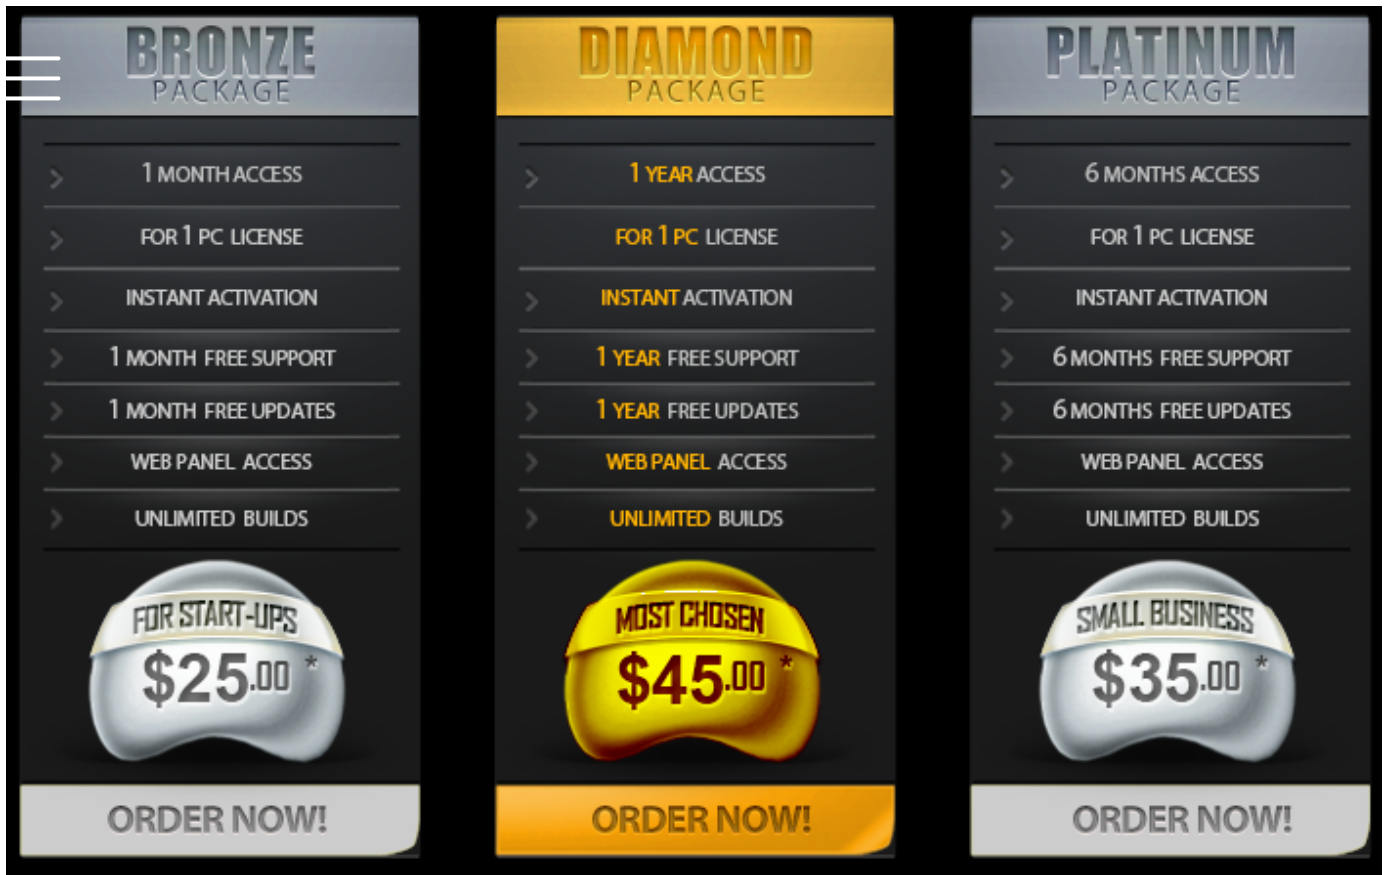 BRONZE
PACKAGE
1 MONTH ACCESS
FOR 1 PC LICENSE
INSTANT ACTIVATION
1 MONTH FREE SUPPORT
1 MONTH FREE UPDATES
WEB PANEL ACCESS
UNLIMITED BUILDS
FOR START-UPS
$25.00 *
ORDER NOW!
DIAMOND
PACKAGE
1 YEAR ACCESS
FOR 1 PC LICENSE
INSTANT ACTIVATION
1 YEAR FREE SUPPORT
1 YEAR FREE UPDATES
WEB PANEL ACCESS
UNLIMITED BUILDS
MOST CHOSEN
$45.00 *
ORDER NOW!
PLATINUM
PACKAGE
6 MONTHS ACCESS
FOR 1 PC LICENSE
INSTANT ACTIVATION
6 MONTHS FREE SUPPORT
6 MONTHS FREE UPDATES
WEB PANEL ACCESS
UNLIMITED BUILDS
SMALL BUSINESS
$35.00 *
ORDER NOW!